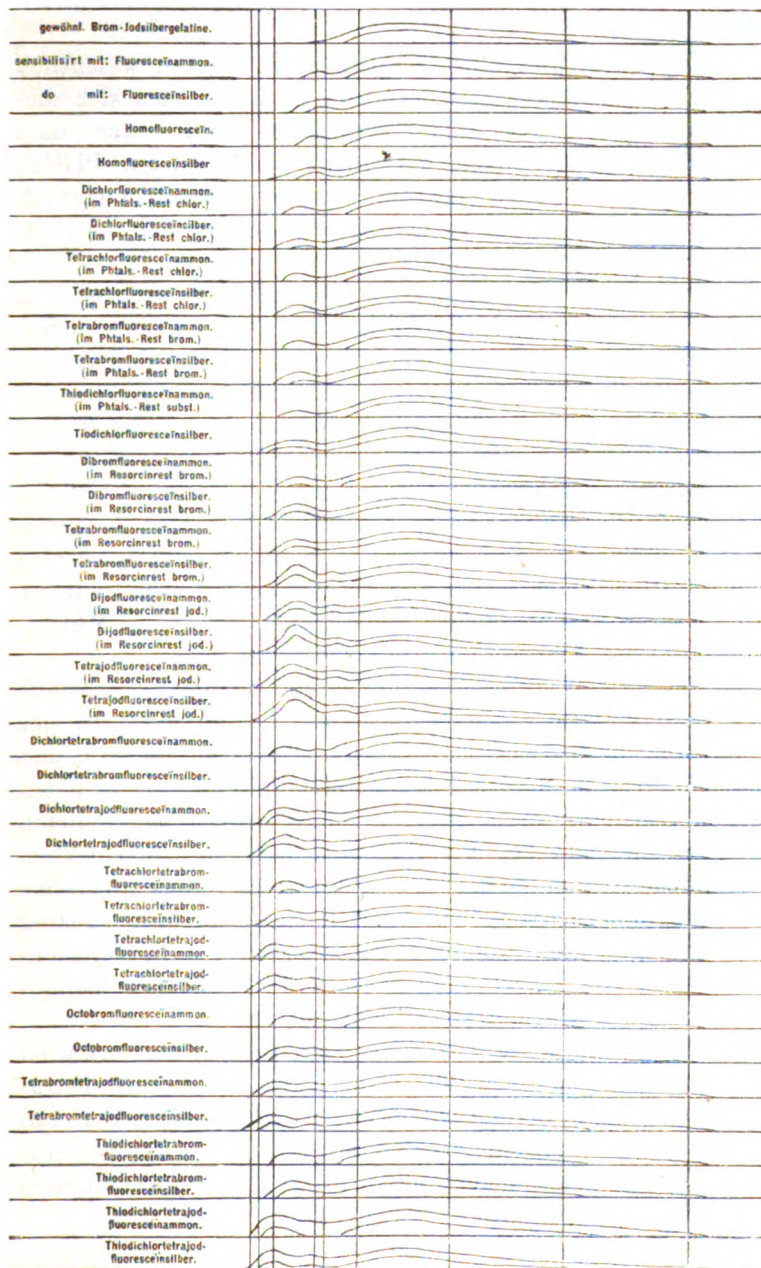 gewöhnl. Brom-Jodsilbergelatine.
sensibilisirt mit: Fluoresceïnammon.
do mit: Fluoresceïnsilber.
Homofluoresceïn.
Homofluoresceïnsilber
Dichlorfluoresceïnammon.
(im Phtals.-Rest chlor.)
Dichlorfluoresceïnsilber.
(im Phtals.-Rest chlor.)
Tetrachlorfluoresceïnammon.
(im Phtals.-Rest chlor.)
Tetrachlorfluoresceïnsilber.
(im Phtals.-Rest chlor.)
Tetrabromfluoresceïnammon.
(im Phtals.-Rest brom.)
Tetrabromfluoresceïnsilber.
(im Phtals.-Rest brom.)
Thiodichlorfluoresceïnammon.
(im Phtals.-Rest subst.)
Tiodichlorfluoresceïnsilber.
Dibromfluoresceïnammon.
(im Resorcinrest brom.)
Dibromfluoresceïnsilber.
(im Resorcinrest brom.)
Tetrabromfluoresceïnammon.
(im Resorcinrest brom.)
Tetrabromfluoresceïnsilber.
(im Resorcinrest brom.)
Dijodfluoresceïnammon.
(im Resorcinrest jod.)
Dijodfluoresceïnsilber.
(im Resorcinrest jod.)
Tetrajodfluoresceïnammon.
(im Resorcinrest jod.)
Tetrajodfluoresceïnsilber.
(im Resorcinrest jod.)
Dichlortetrabromfluoresceïnammon.
Dichlortetrabromfluoresceïnsilber.
Dichlortetrajodfluoresceïnammon.
Dichlortetrajodfluoresceïnsilber.
Tetrachlortetrabrom-
fluoresceïnammon.
Tetrachlortetrabrom-
fluoresceïnsilber.
Tetrachlortetrajod-
fluoresceïnammon.
Tetrachlortetrajod-
fluoresceïnsilber.
Octobromfluoresceïnammon.
Octobromfluoresceïnsilber.
Tetrabromtetrajodfluoresceïnammon.
Tetrabromtetrajodfluoresceïnsilber.
Thiodichlortetrabrom-
fluoresceïnammon.
Thiodichlortetrabrom-
fluoresceïnsilber.
Thiodichlortetrajod-
fluoresceïnammon.
Thiodichlortetrajod-
fluoresceïnsilber.